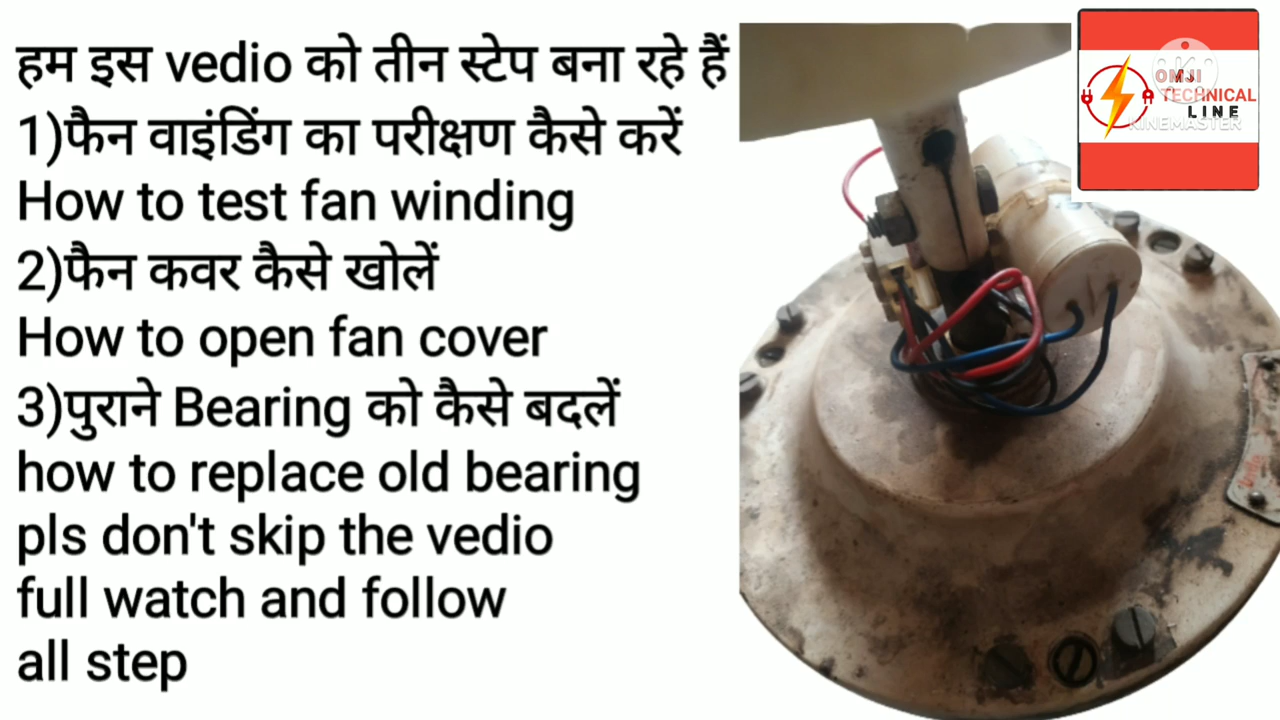 हम इस vedio को तीन स्टेप बना रहे हैं
1)फैन वाइंडिंग का परीक्षण कैसे करें
How to test fan winding
2)फैन कवर कैसे खोलें
How to open fan cover
3)पुराने Bearing को कैसे बदलें
how to replace old bearing
pls don't skip the vedio
full watch and follow
all step
OMJI
TECHNICAL
LINE
KINEMASTER